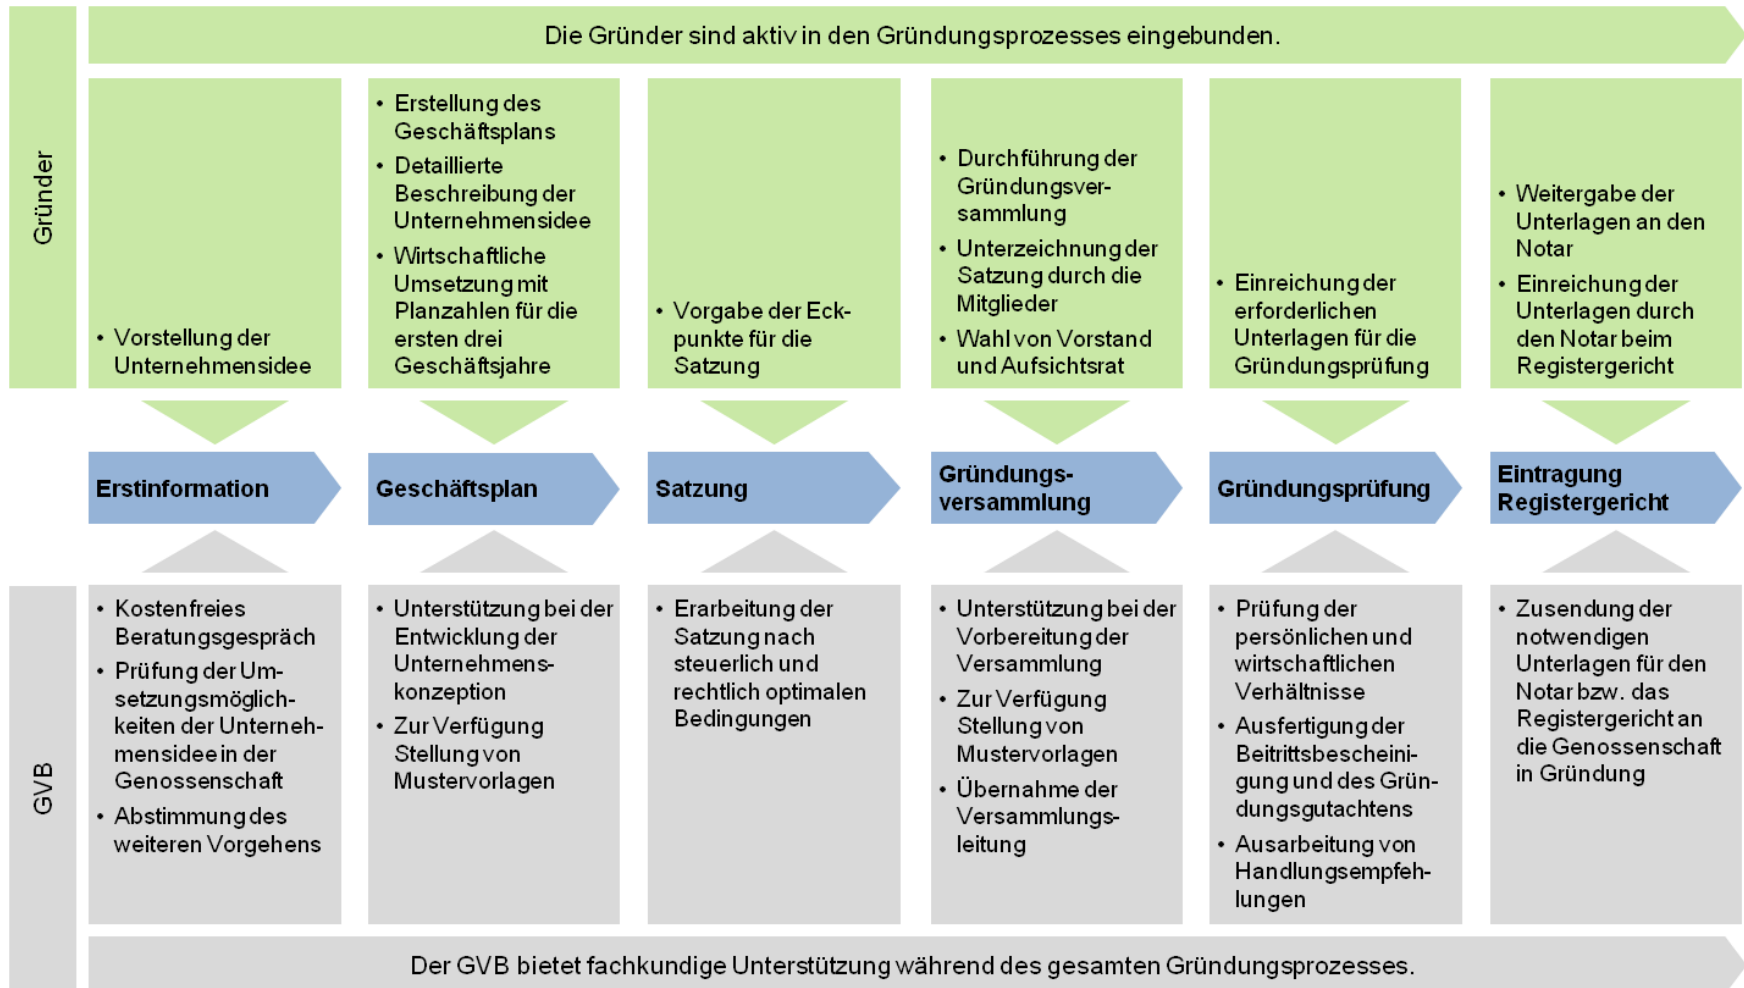 Die Gründer sind aktiv in den Gründungsprozesses eingebunden.
Gründer
• Vorstellung der
Unternehmensidee
• Erstellung des
Geschäftsplans
• Detaillierte
Beschreibung der
Unternehmensidee
• Wirtschaftliche
Umsetzung mit
Planzahlen für die
ersten drei
Geschäftsjahre
• Vorgabe der Eck-
punkte für die
Satzung
• Durchführung der
Gründungsver-
sammlung
• Unterzeichnung der
Satzung durch die
Mitglieder
• Wahl von Vorstand
und Aufsichtsrat
• Einreichung der
erforderlichen
Unterlagen für die
Gründungsprüfung
• Weitergabe der
Unterlagen an den
Notar
• Einreichung der
Unterlagen durch
den Notar beim
Registergericht
Erstinformation
Geschäftsplan
Satzung
Gründungs-
versammlung
Gründungsprüfung
Eintragung
Registergericht
GVB
• Kostenfreies
Beratungsgespräch
• Prüfung der Um-
setzungsmöglich-
keiten der Unterneh-
mensidee in der
Genossenschaft
• Abstimmung des
weiteren Vorgehens
• Unterstützung bei der
Entwicklung der
Unternehmens-
konzeption
• Zur Verfügung
Stellung von
Mustervorlagen
• Erarbeitung der
Satzung nach
steuerlich und
rechtlich optimalen
Bedingungen
• Unterstützung bei der
Vorbereitung der
Versammlung
• Zur Verfügung
Stellung von
Mustervorlagen
• Übernahme der
Versammlungs-
leitung
• Prüfung der
persönlichen und
wirtschaftlichen
Verhältnisse
• Ausfertigung der
Beitrittsbescheini-
gung und des Grün-
dungsgutachtens
• Ausarbeitung von
Handlungsempfeh-
lungen
• Zusendung der
notwendigen
Unterlagen für den
Notar bzw. das
Registergericht an
die Genossenschaft
in Gründung
Der GVB bietet fachkundige Unterstützung während des gesamten Gründungsprozesses.